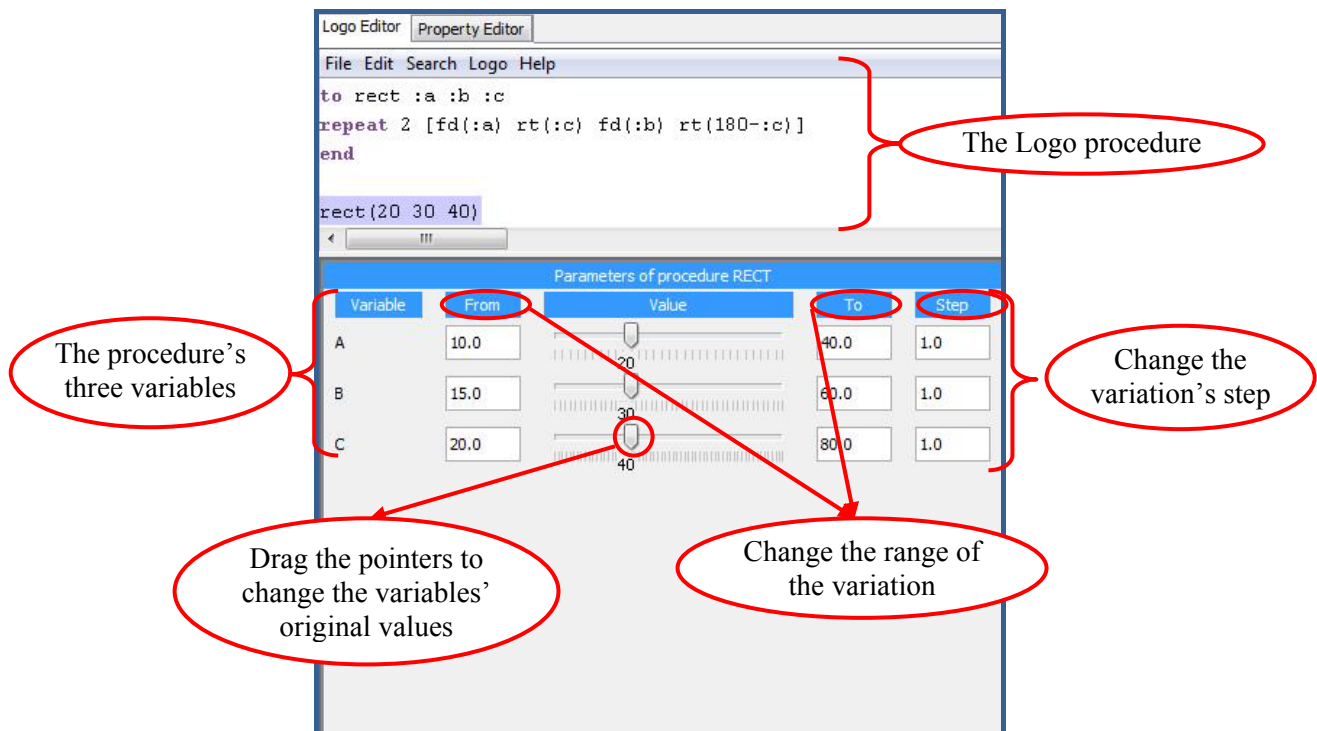 Logo Editor Property Editor
File Edit Search Logo Help
to rect :a :b :c
repeat 2 [fd(:a) rt(:c) fd(:b) rt(180-:c)]
end
rect(20 30 40)
The Logo procedure
Parameters of procedure RECT
Variable From Value To Step
A 10.0 20 40.0 1.0
B 15.0 30 60.0 1.0
C 20.0 40 80.0 1.0
The procedure's
three variables
Change the
variation's step
Drag the pointers to
change the variables'
original values
Change the range of
the variation